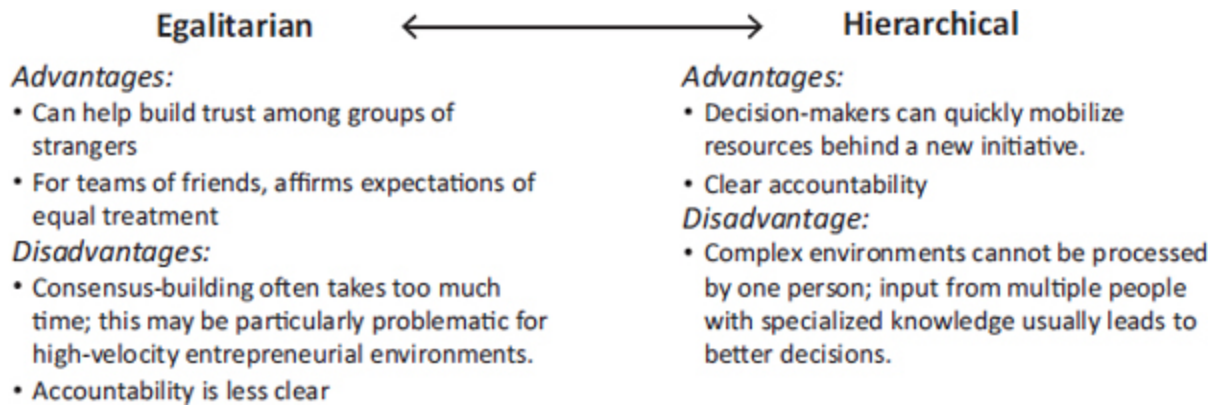 Egalitarian
Advantages:
• Can help build trust among groups of
strangers
• For teams of friends, affirms expectations of
equal treatment
Disadvantages:
• Consensus-building often takes too much
time; this may be particularly problematic for
high-velocity entrepreneurial environments.
• Accountability is less clear
Hierarchical
Advantages:
• Decision-makers can quickly mobilize
resources behind a new initiative.
• Clear accountability
Disadvantage:
• Complex environments cannot be processed
by one person; input from multiple people
with specialized knowledge usually leads to
better decisions.